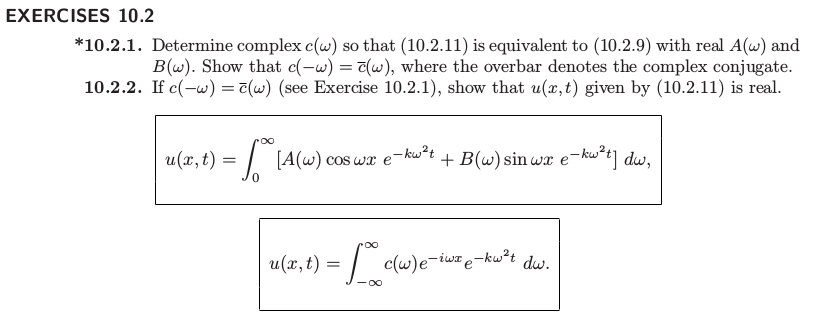 EXERCISES 10.2
*10.2.1. Determine complex c(ω) so that (10.2.11) is equivalent to (10.2.9) with real A(ω) and
B(ω). Show that c(−ω) = c̅(ω), where the overbar denotes the complex conjugate.
10.2.2. If c(−ω) = c̅(ω) (see Exercise 10.2.1), show that u(x, t) given by (10.2.11) is real.
u(x, t) = ∫₀^∞ [A(ω) cos ωx e^{−kω²t} + B(ω) sin ωx e^{−kω²t}] dω,
u(x, t) = ∫_{−∞}^{∞} c(ω)e^{−iωx}e^{−kω²t} dω.